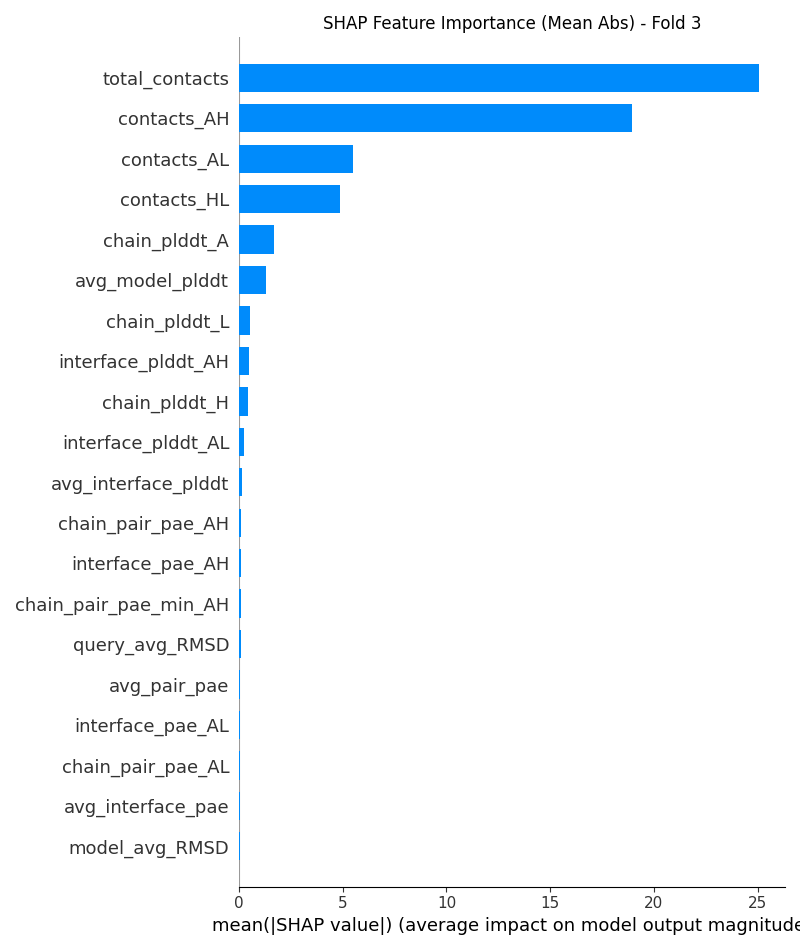 SHAP Feature Importance (Mean Abs) - Fold 3
total_contacts
contacts_AH
contacts_AL
contacts_HL
chain_plddt_A
avg_model_plddt
chain_plddt_L
interface_plddt_AH
chain_plddt_H
interface_plddt_AL
avg_interface_plddt
chain_pair_pae_AH
interface_pae_AH
chain_pair_pae_min_AH
query_avg_RMSD
avg_pair_pae
interface_pae_AL
chain_pair_pae_AL
avg_interface_pae
model_avg_RMSD
0 5 10 15 20 25
mean(|SHAP value|) (average impact on model output magnitude